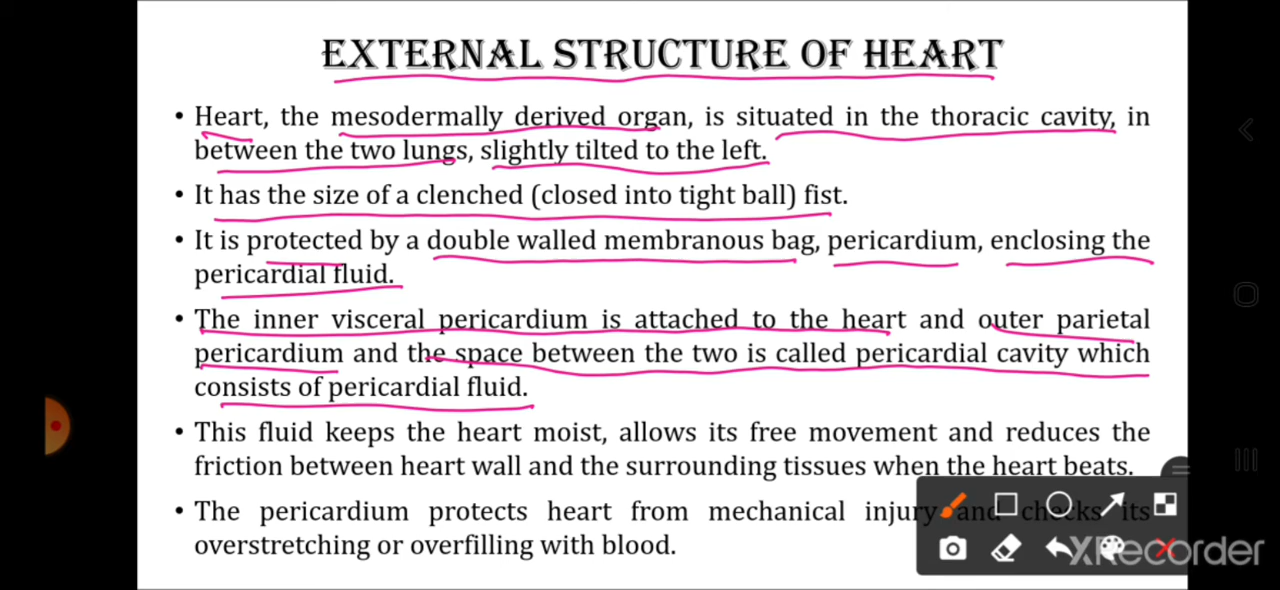 EXTERNAL STRUCTURE OF HEART
• Heart, the mesodermally derived organ, is situated in the thoracic cavity, in
between the two lungs, slightly tilted to the left.
• It has the size of a clenched (closed into tight ball) fist.
• It is protected by a double walled membranous bag, pericardium, enclosing the
pericardial fluid.
• The inner visceral pericardium is attached to the heart and outer parietal
pericardium and the space between the two is called pericardial cavity which
consists of pericardial fluid.
• This fluid keeps the heart moist, allows its free movement and reduces the
friction between heart wall and the surrounding tissues when the heart beats.
• The pericardium protects heart from mechanical injury and checks its
overstretching or overfilling with blood.
XRecorder